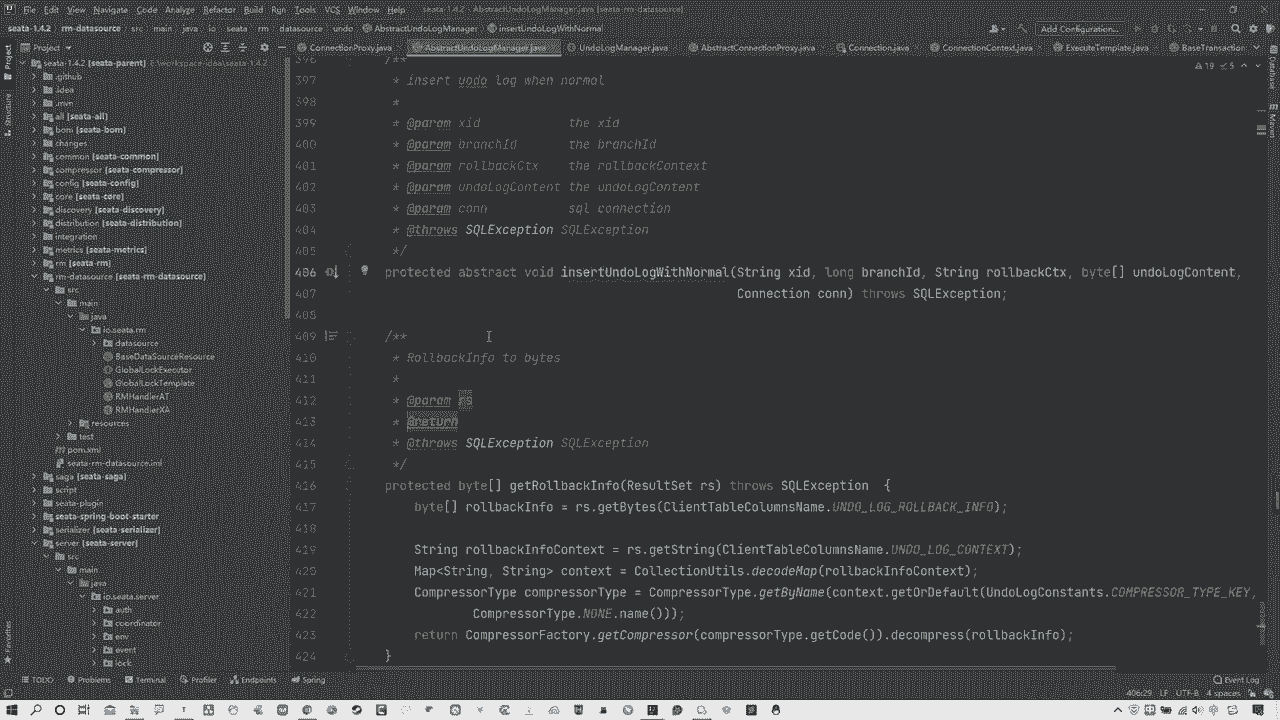 File Edit View Navigate Code Analyze Refactor Build Run Tools VCS Window Help seata-1.4.2 - AbstractUndoLogManager.java [seata-rm-datasource]
seata-1.4.2 rm-datasource src main java io seata rm datasource undo AbstractUndoLogManager insertUndoLogWithNormal Add Configuration...
Project ConnectionProxy.java AbstractUndoLogManager.java UndoLogManager.java AbstractConnectionProxy.java Connection.java ConnectionContext.java ExecuteTemplate.java BaseTransaction
seata-1.4.2 [seata-parent] E:\workspace-idea\seata-1.4.2
.github
.idea
.mvn
all [seata-all]
bom [seata-bom]
changes
common [seata-common]
compressor [seata-compressor]
config [seata-config]
core [seata-core]
discovery [seata-discovery]
distribution [seata-distribution]
integration
metrics [seata-metrics]
rm [seata-rm]
rm-datasource [seata-rm-datasource]
src
main
java
io.seata.rm
datasource
BaseDataSourceResource
GlobalLockExecutor
GlobalLockTemplate
RMHandlerAT
RMHandlerXA
resources
test
pom.xml
seata-rm-datasource.iml
saga [seata-saga]
script
seata-plugin
seata-spring-boot-starter
serializer [seata-serializer]
server [seata-server]
src
main
java
io.seata.server
auth
coordinator
env
event
lock
Project
Structure
Favorites
Database
Maven
19 5
396 /**
397 * insert uodo log when normal
398 *
399 * @param xid the xid
400 * @param branchId the branchId
401 * @param rollbackCtx the rollbackContext
402 * @param undoLogContent the undoLogContent
403 * @param conn sql connection
404 * @throws SQLException SQLException
405 */
406 protected abstract void insertUndoLogWithNormal(String xid, long branchId, String rollbackCtx, byte[] undoLogContent,
407 Connection conn) throws SQLException;
408
409 /**
410 * RollbackInfo to bytes
411 *
412 * @param rs
413 * @return
414 * @throws SQLException SQLException
415 */
416 protected byte[] getRollbackInfo(ResultSet rs) throws SQLException {
417 byte[] rollbackInfo = rs.getBytes(ClientTableColumnsName.UNDO_LOG_ROLLBACK_INFO);
418
419 String rollbackInfoContext = rs.getString(ClientTableColumnsName.UNDO_LOG_CONTEXT);
420 Map<String, String> context = CollectionUtils.decodeMap(rollbackInfoContext);
421 CompressorType compressorType = CompressorType.getByName(context.getOrDefault(UndoLogConstants.COMPRESSOR_TYPE_KEY,
422 CompressorType.NONE.name()));
423 return CompressorFactory.getCompressor(compressorType.getCode()).decompress(rollbackInfo);
424 }
TODO Problems Terminal Profiler Endpoints Spring Event Log
406:29 LF UTF-8 4 spaces